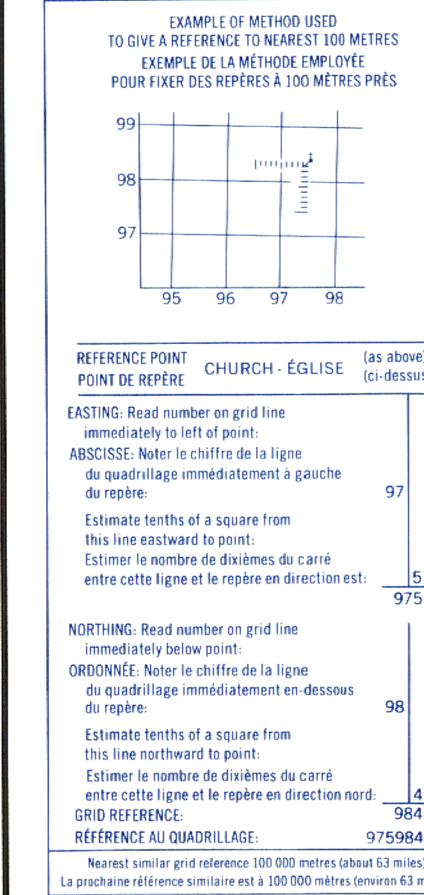 EXAMPLE OF METHOD USED
TO GIVE A REFERENCE TO NEAREST 100 METRES
EXEMPLE DE LA MÉTHODE EMPLOYÉE
POUR FIXER DES REPÈRES À 100 MÈTRES PRÈS
99
98
97
95 96 97 98
REFERENCE POINT
POINT DE REPÈRE
CHURCH - ÉGLISE
(as above)
(ci-dessus
EASTING: Read number on grid line
immediately to left of point:
ABSCISSE: Noter le chiffre de la ligne
du quadrillage immédiatement à gauche
du repère: 97
Estimate tenths of a square from
this line eastward to point:
Estimer le nombre de dixièmes du carré
entre cette ligne et le repère en direction est: 5
975
NORTHING: Read number on grid line
immediately below point:
ORDONNÉE: Noter le chiffre de la ligne
du quadrillage immédiatement en-dessous
du repère: 98
Estimate tenths of a square from
this line northward to point:
Estimer le nombre de dixièmes du carré
entre cette ligne et le repère en direction nord: 4
GRID REFERENCE: 984
RÉFÉRENCE AU QUADRILLAGE: 975984
Nearest similar grid reference 100 000 metres (about 63 miles)
La prochaine référence similaire est à 100 000 mètres (environ 63 m